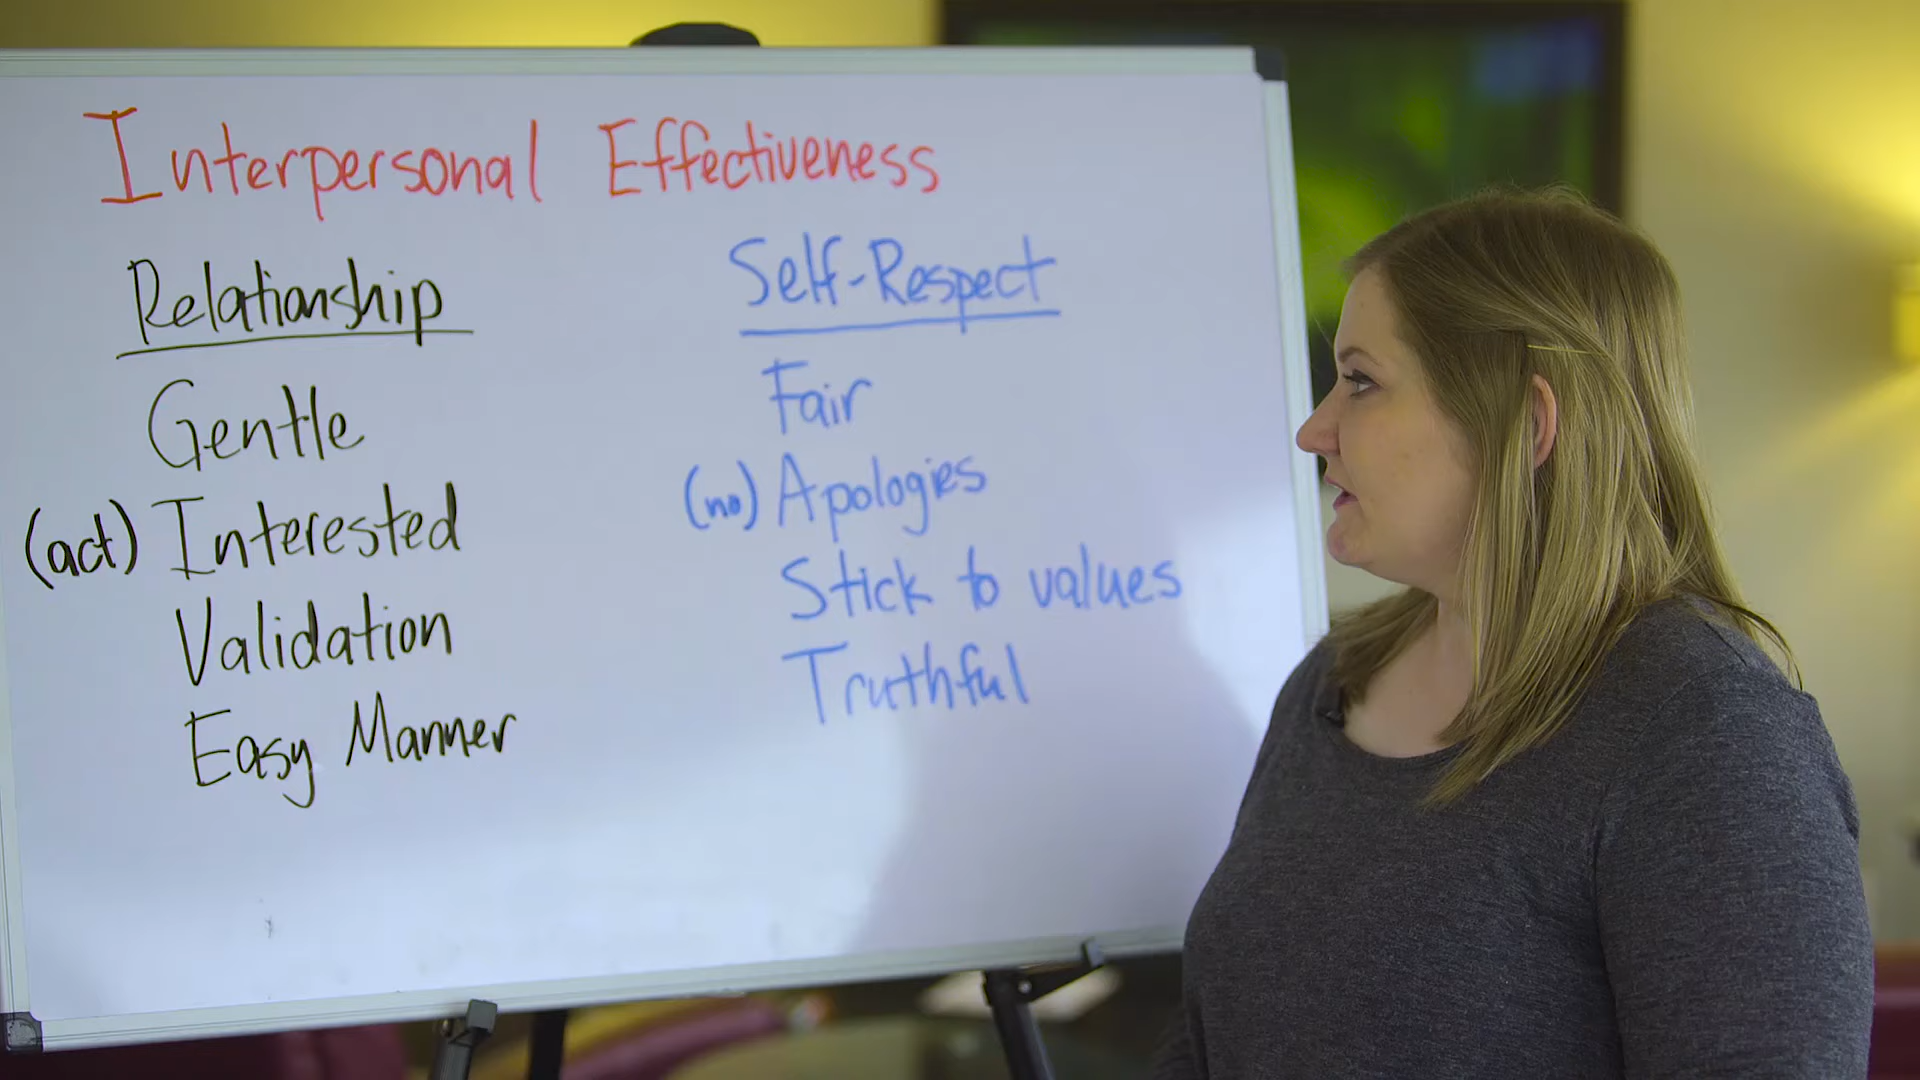 Interpersonal Effectiveness
Relationship
Gentle
(act) Interested
Validation
Easy Manner
Self-Respect
Fair
(no) Apologies
Stick to values
Truthful